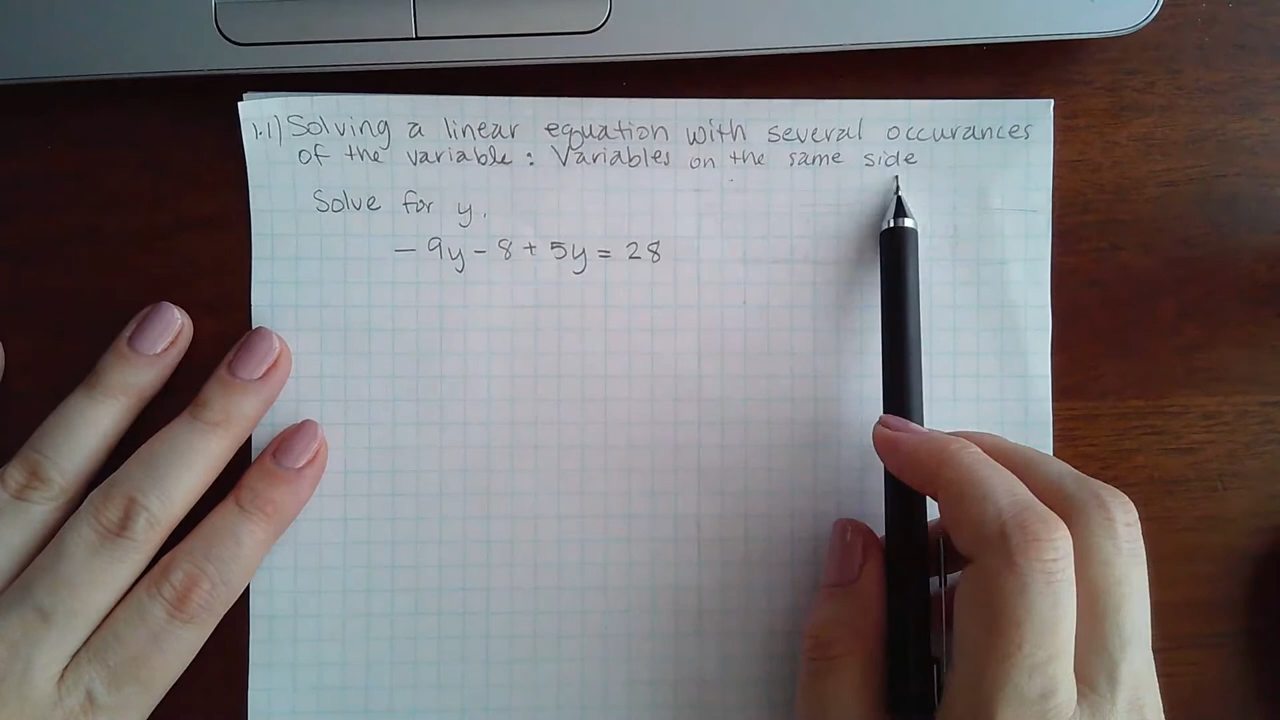 1.1) Solving a linear equation with several occurances
of the variable: Variables on the same side
Solve for y.
-9y-8+5y=28